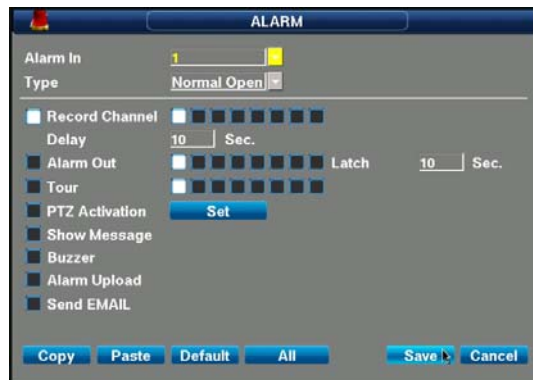 ALARM
Alarm In 1
Type Normal Open
Record Channel
Delay 10 Sec.
Alarm Out Latch 10 Sec.
Tour
PTZ Activation Set
Show Message
Buzzer
Alarm Upload
Send EMAIL
Copy Paste Default All Save Cancel